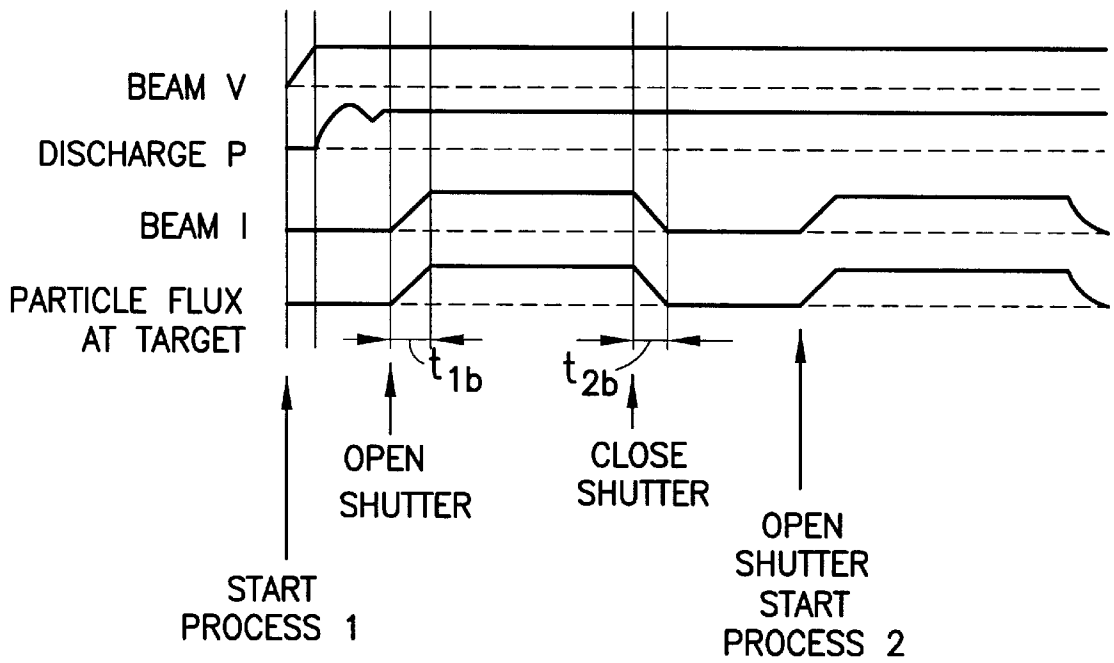 BEAM V
DISCHARGE P
BEAM I
PARTICLE FLUX
AT TARGET
t1b
t2b
OPEN
SHUTTER
CLOSE
SHUTTER
OPEN
SHUTTER
START
PROCESS 2
START
PROCESS 1